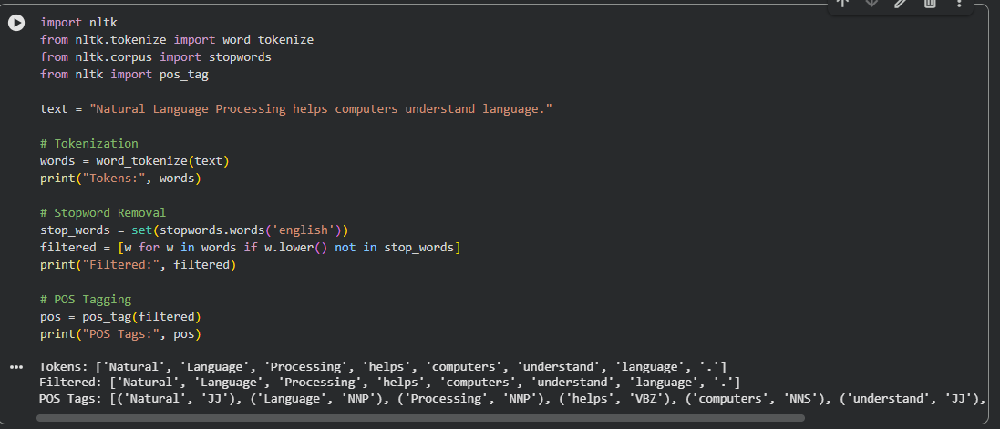 import nltk
from nltk.tokenize import word_tokenize
from nltk.corpus import stopwords
from nltk import pos_tag
text = "Natural Language Processing helps computers understand language."
# Tokenization
words = word_tokenize(text)
print("Tokens:", words)
# Stopword Removal
stop_words = set(stopwords.words('english'))
filtered = [w for w in words if w.lower() not in stop_words]
print("Filtered:", filtered)
# POS Tagging
pos = pos_tag(filtered)
print("POS Tags:", pos)
Tokens: ['Natural', 'Language', 'Processing', 'helps', 'computers', 'understand', 'language', '.']
Filtered: ['Natural', 'Language', 'Processing', 'helps', 'computers', 'understand', 'language', '.']
POS Tags: [('Natural', 'JJ'), ('Language', 'NNP'), ('Processing', 'NNP'), ('helps', 'VBZ'), ('computers', 'NNS'), ('understand', 'JJ'),